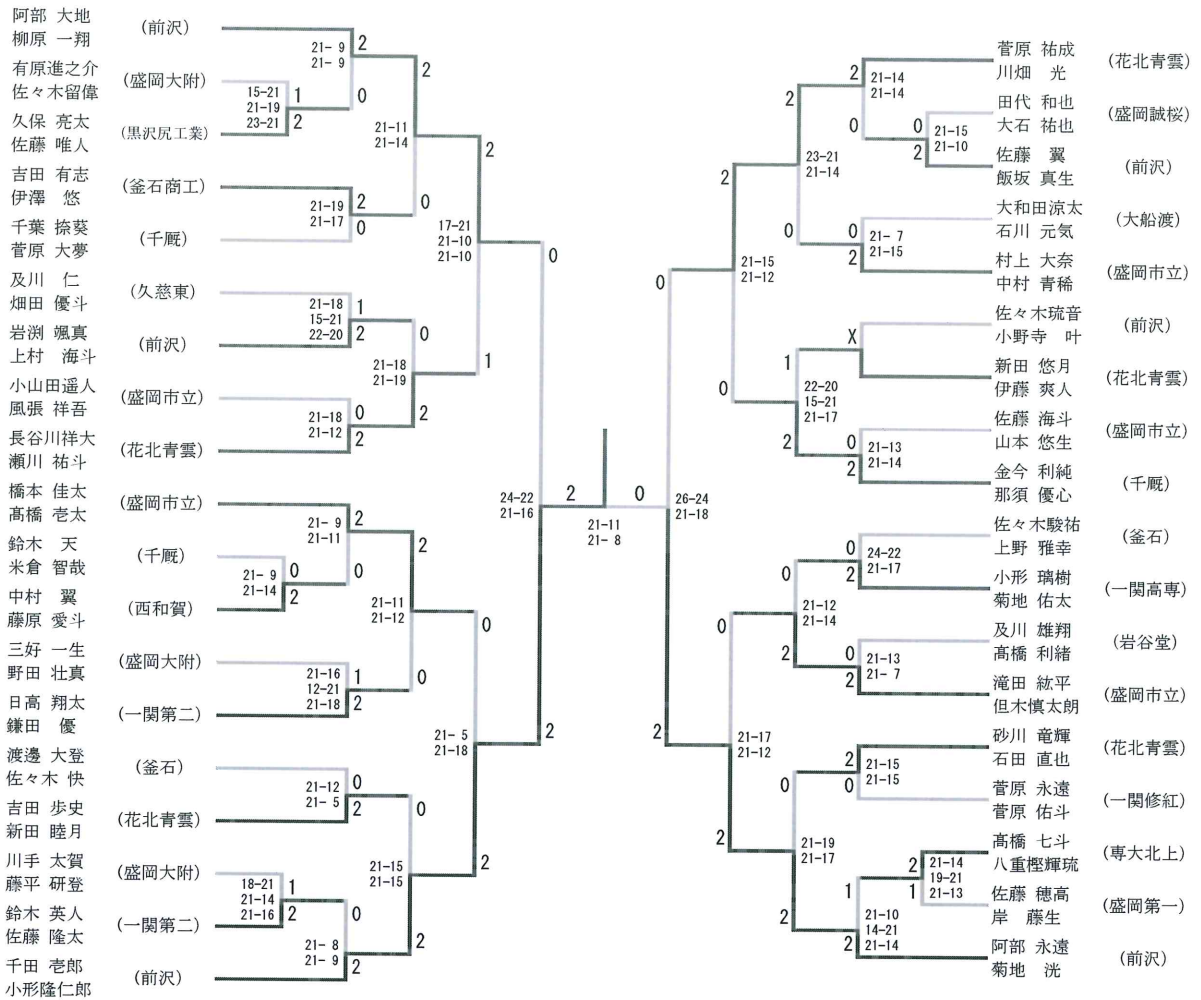 阿部 大地
柳原 一翔
(前沢)
有原進之介
佐々木留偉
(盛岡大附)
久保 亮太
佐藤 唯人
(黒沢尻工業)
吉田 有志
伊澤 悠
(釜石商工)
千葉 捺葵
菅原 大夢
(千厩)
及川 仁
畑田 優斗
(久慈東)
岩渕 颯真
上村 海斗
(前沢)
小山田遥人
風張 祥吾
(盛岡市立)
長谷川祥大
瀬川 祐斗
(花北青雲)
橋本 佳太
髙橋 壱太
(盛岡市立)
鈴木 天
米倉 智哉
(千厩)
中村 翼
藤原 愛斗
(西和賀)
三好 一生
野田 壮真
(盛岡大附)
日高 翔太
鎌田 優
(一関第二)
渡邊 大登
佐々木 快
(釜石)
吉田 歩史
新田 睦月
(花北青雲)
川手 太賀
藤平 研登
(盛岡大附)
鈴木 英人
佐藤 隆太
(一関第二)
千田 壱郎
小形隆仁郎
(前沢)
15-21
21-19
23-21
1
2
21- 9
21- 9
2
0
21-19
21-17
2
0
21-11
21-14
2
0
21-18
15-21
22-20
1
2
21-18
21-12
0
2
21-18
21-19
0
2
17-21
21-10
21-10
2
1
21- 9
21-14
0
2
21- 9
21-11
2
0
21-16
12-21
21-18
1
2
21-11
21-12
2
0
21-12
21- 5
0
2
18-21
21-14
21-16
1
2
21- 8
21- 9
0
2
21-15
21-15
0
2
21- 5
21-18
0
2
24-22
21-16
0
2
2
0
21-11
21- 8
26-24
21-18
0
2
21-15
21-12
2
0
23-21
21-14
2
0
21-14
21-14
2
0
21-15
21-10
0
2
21- 7
21-15
0
2
22-20
15-21
21-17
1
2
X
21-13
21-14
0
2
21-17
21-12
0
2
21-12
21-14
0
2
24-22
21-17
0
2
21-13
21- 7
0
2
21-19
21-17
0
2
21-15
21-15
2
0
21-10
14-21
21-14
1
2
21-14
19-21
21-13
2
1
菅原 祐成
川畑 光
(花北青雲)
田代 和也
大石 祐也
(盛岡誠桜)
佐藤 翼
飯坂 真生
(前沢)
大和田涼太
石川 元気
(大船渡)
村上 大奈
中村 青稀
(盛岡市立)
佐々木琉音
小野寺 叶
(前沢)
新田 悠月
伊藤 爽人
(花北青雲)
佐藤 海斗
山本 悠生
(盛岡市立)
金今 利純
那須 優心
(千厩)
佐々木駿祐
上野 雅幸
(釜石)
小形 璃樹
菊地 佑太
(一関高専)
及川 雄翔
髙橋 利緒
(岩谷堂)
滝田 紘平
但木慎太朗
(盛岡市立)
砂川 竜輝
石田 直也
(花北青雲)
菅原 永遠
菅原 佑斗
(一関修紅)
髙橋 七斗
八重樫輝琉
(専大北上)
佐藤 穂高
岸 藤生
(盛岡第一)
阿部 永遠
菊地 洸
(前沢)